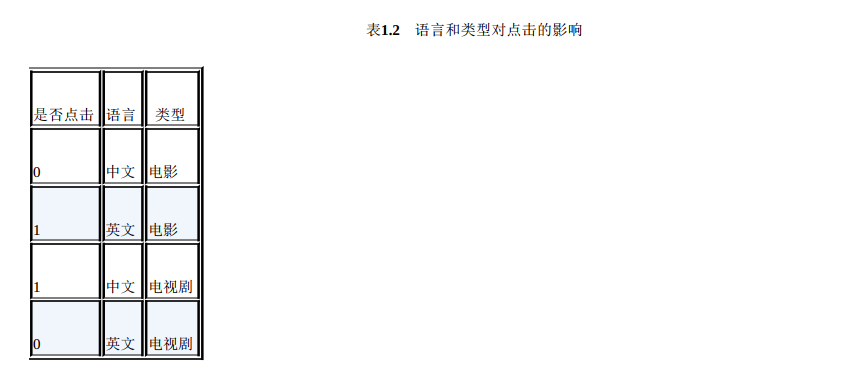 表1.2 语言和类型对点击的影响
是否点击 语言 类型
0 中文 电影
1 英文 电影
1 中文 电视剧
0 英文 电视剧